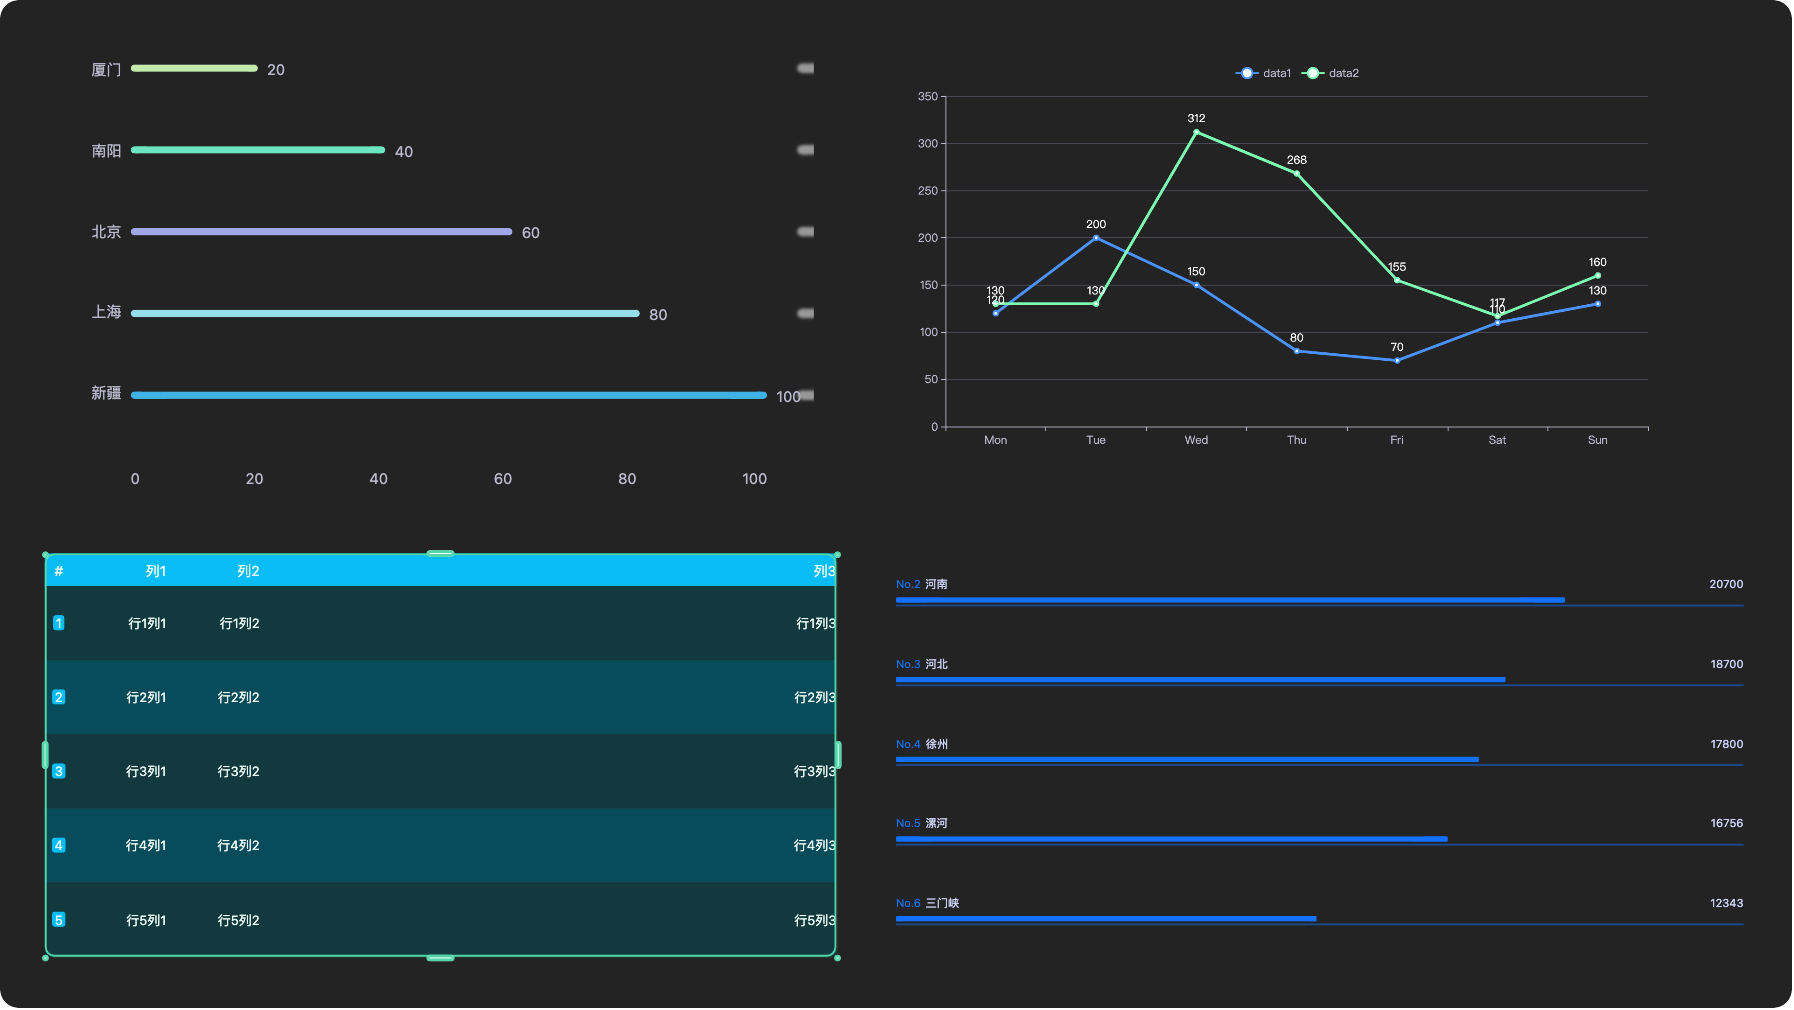 厦门 20
南阳 40
北京 60
上海 80
新疆 100
0 20 40 60 80 100
data1 data2
350
300
250
200
150
100
50
0
312
268
200
150
155
160
130
120
130
117
110
130
80
70
Mon Tue Wed Thu Fri Sat Sun
# 列1 列2 列3
1 行1列1 行1列2 行1列3
2 行2列1 行2列2 行2列3
3 行3列1 行3列2 行3列3
4 行4列1 行4列2 行4列3
5 行5列1 行5列2 行5列3
No.2 河南 20700
No.3 河北 18700
No.4 徐州 17800
No.5 漯河 16756
No.6 三门峡 12343